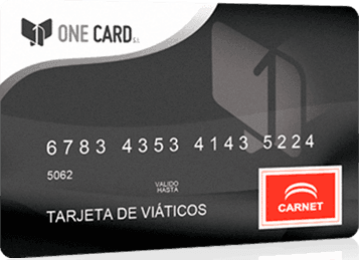 ONE CARD
6783 4353 4143 5224
5062
VALIDO
HASTA
TARJETA DE VIÁTICOS
CARNET